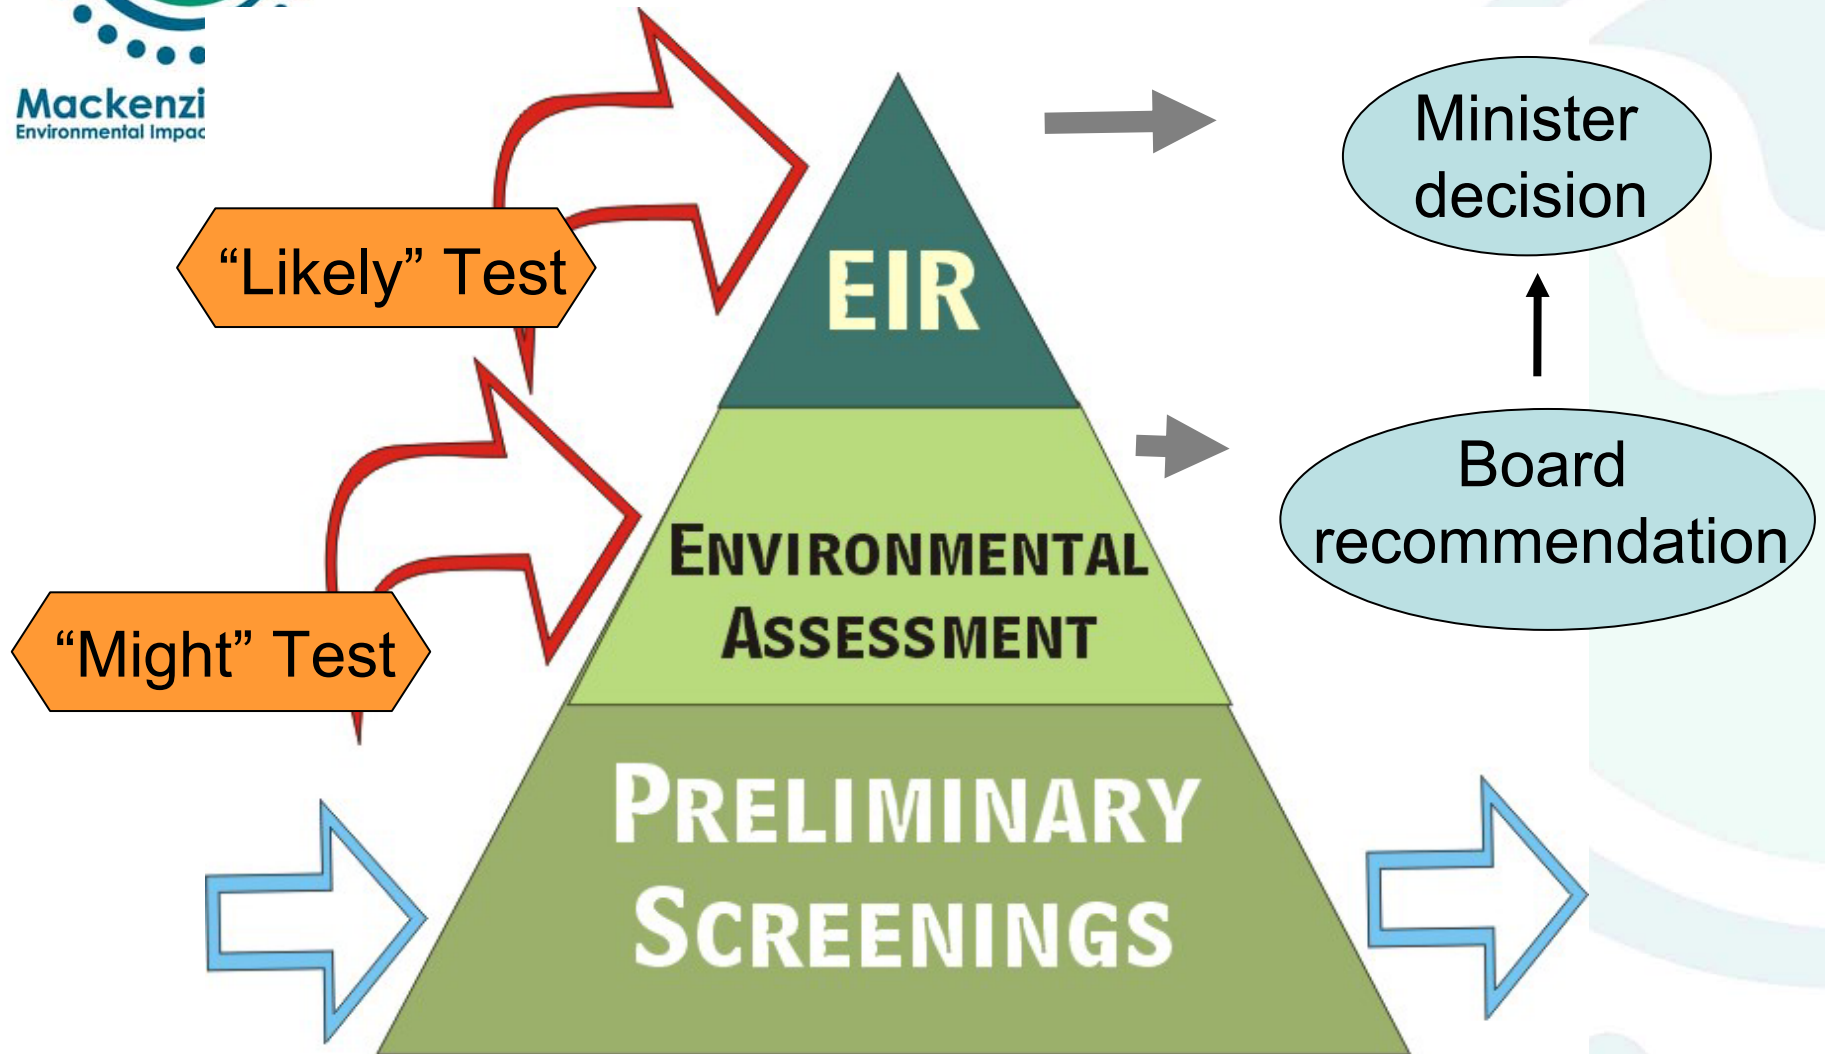 Mackenzi
Environmental Impac
Minister
decision
“Likely” Test
EIR
Board
recommendation
ENVIRONMENTAL
ASSESSMENT
“Might” Test
PRELIMINARY
SCREENINGS